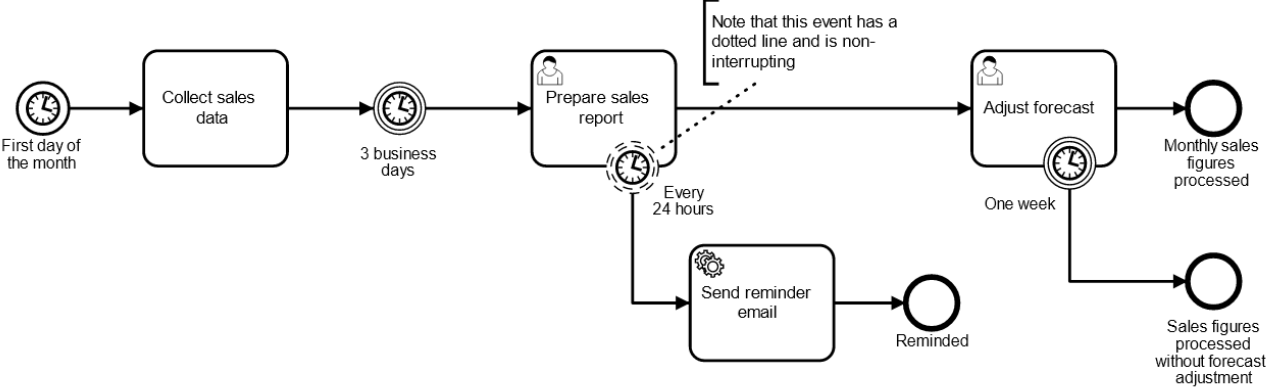 Note that this event has a
dotted line and is non-
interrupting
Collect sales
data
Prepare sales
report
Adjust forecast
First day of
the month
3 business
days
Every
24 hours
One week
Monthly sales
figures
processed
Send reminder
email
Reminded
Sales figures
processed
without forecast
adjustment